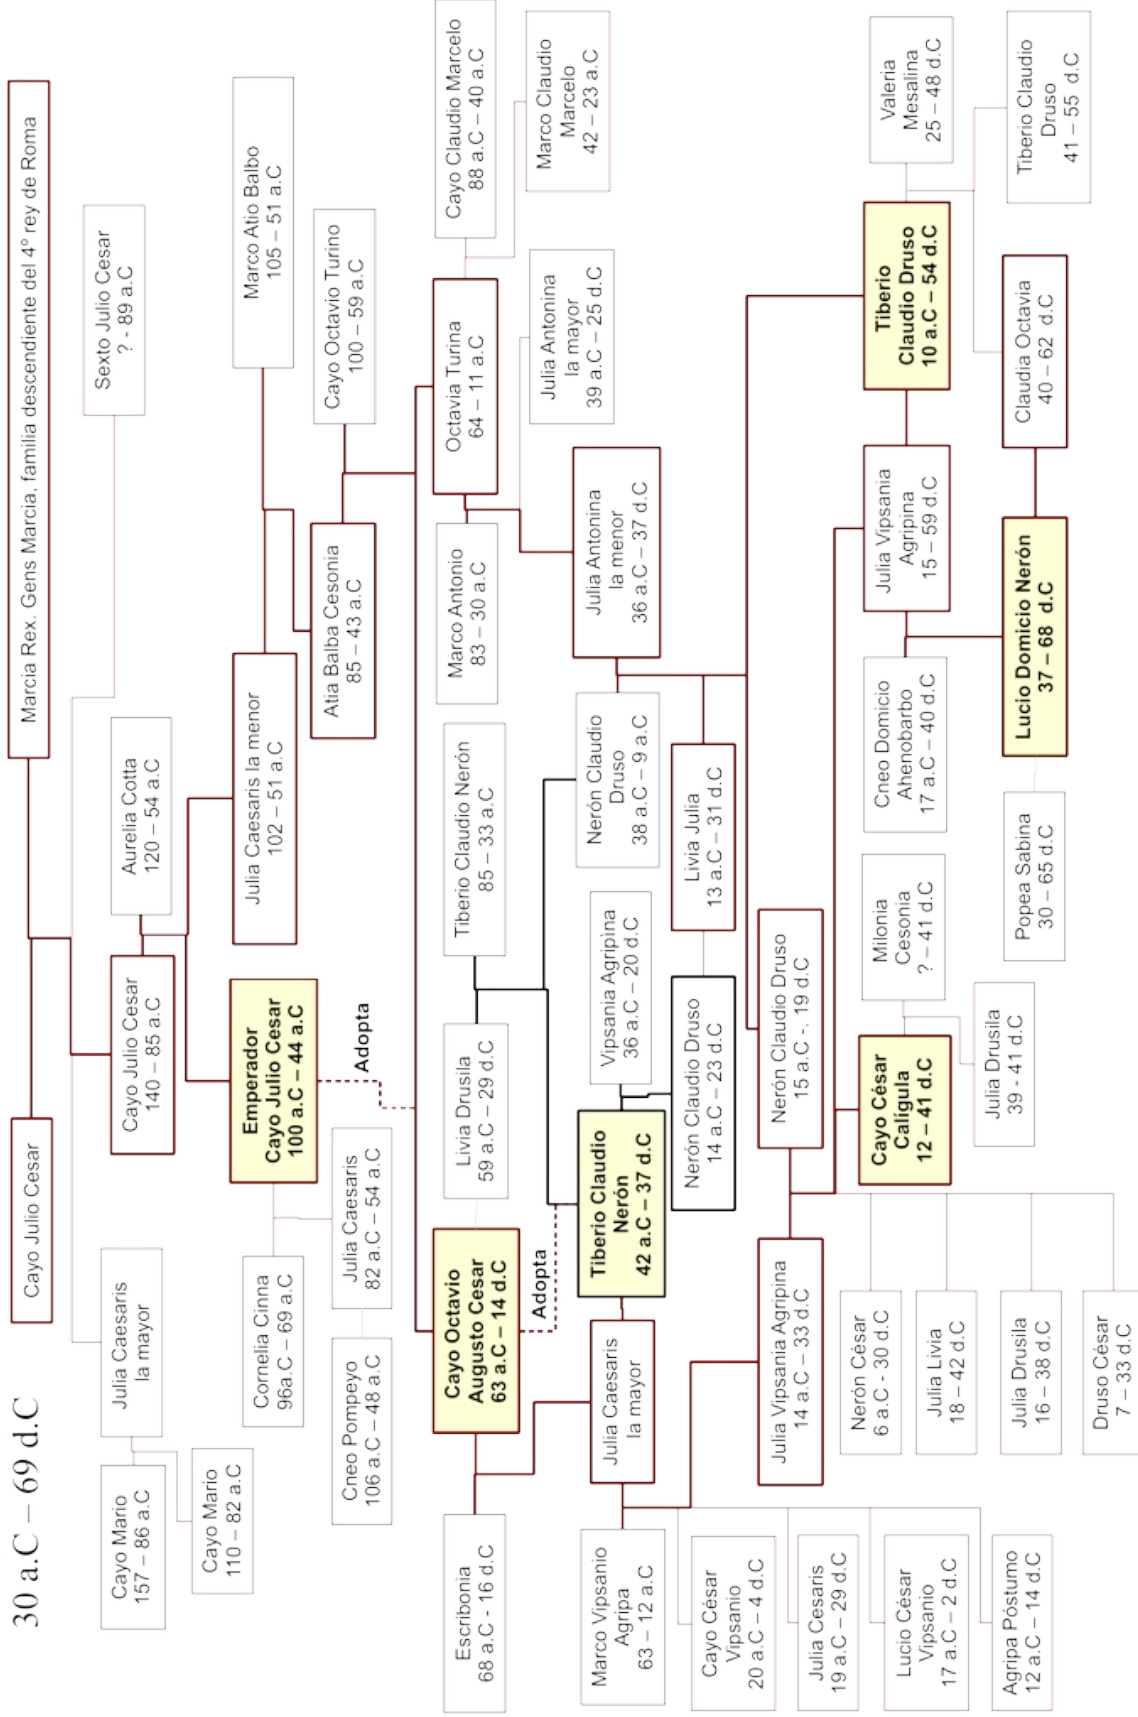 30 a.C – 69 d.C
Cayo Julio Cesar
Marcia Rex. Gens Marcia, familia descendiente del 4º rey de Roma
Cayo Mario
157 – 86 a.C
Julia Caesaris
la mayor
Cayo Julio Cesar
140 – 85 a.C
Aurelia Cotta
120 – 54 a.C
Sexto Julio Cesar
? - 89 a.C
Cayo Mario
110 – 82 a.C
Cornelia Cinna
96a.C – 69 a.C
Emperador
Cayo Julio Cesar
100 a.C – 44 a.C
Julia Caesaris la menor
102 – 51 a.C
Marco Atio Balbo
105 – 51 a.C
Cneo Pompeyo
106 a.C – 48 a.C
Julia Caesaris
82 a.C – 54 a.C
Adopta
Atia Balba Cesonia
85 – 43 a.C
Cayo Octavio Turino
100 – 59 a.C
Escribonia
68 a.C - 16 d.C
Cayo Octavio
Augusto Cesar
63 a.C – 14 d.C
Livia Drusila
59 a.C – 29 d.C
Tiberio Claudio Nerón
85 – 33 a.C
Marco Antonio
83 – 30 a.C
Octavia Turina
64 – 11 a.C
Cayo Claudio Marcelo
88 a.C – 40 a.C
Adopta
Julia Antonina
la mayor
39 a.C – 25 d.C
Marco Claudio
Marcelo
42 – 23 a.C
Marco Vipsanio
Agripa
63 – 12 a.C
Julia Caesaris
la mayor
Tiberio Claudio
Nerón
42 a.C – 37 d.C
Vipsania Agripina
36 a.C – 20 d.C
Nerón Claudio
Druso
38 a.C – 9 a.C
Julia Antonina
la menor
36 a.C – 37 d.C
Cayo César
Vipsanio
20 a.C – 4 d.C
Nerón Claudio Druso
14 a.C – 23 d.C
Livia Julia
13 a.C – 31 d.C
Julia Cesaris
19 a.C – 29 d.C
Julia Vipsania Agripina
14 a.C – 33 d.C
Nerón Claudio Druso
15 a.C -, 19 d.C
Lucio César
Vipsanio
17 a.C – 2 d.C
Nerón César
6 a.C - 30 d.C
Cayo César
Calígula
12 – 41 d.C
Milonia
Cesonia
? – 41 d.C
Cneo Domicio
Ahenobarbo
17 a.C – 40 d.C
Julia Vipsania
Agripina
15 – 59 d.C
Tiberio
Claudio Druso
10 a.C – 54 d.C
Valeria
Mesalina
25 – 48 d.C
Julia Livia
18 – 42 d.C
Agripa Póstumo
12 a.C – 14 d.C
Julia Drusila
16 – 38 d.C
Julia Drusila
39 - 41 d.C
Popea Sabina
30 – 65 d.C
Lucio Domicio Nerón
37 – 68 d.C
Claudia Octavia
40 – 62 d.C
Tiberio Claudio
Druso
41 – 55 d.C
Druso César
7 – 33 d.C